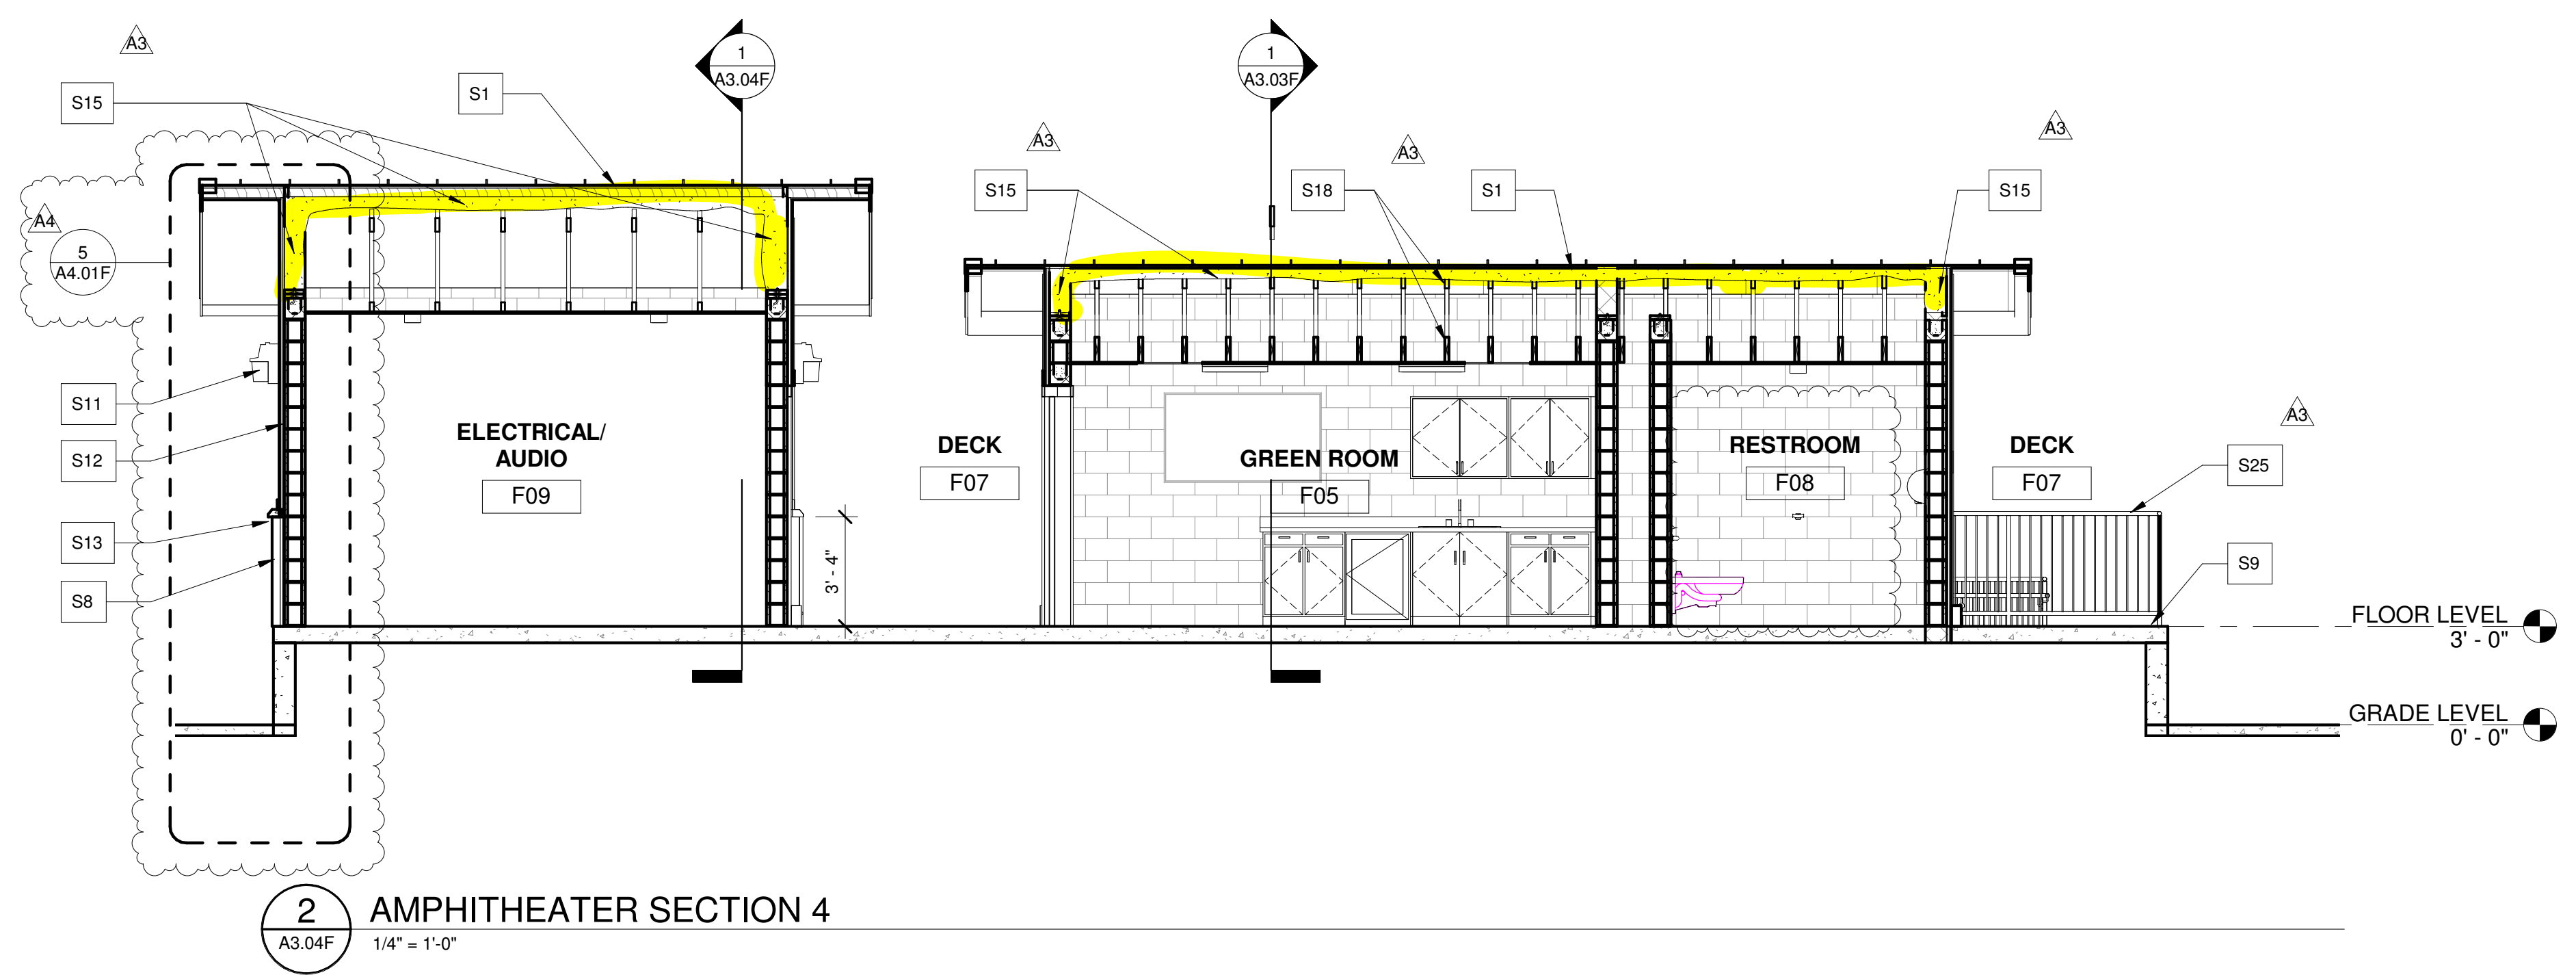 A3
1
A3.04F
1
A3.03F
S15
S1
A3
A3
A3
S15
S18
S1
S15
A4
5
A4.01F
S11
S12
S13
S8
ELECTRICAL/
AUDIO
F09
3' - 4"
DECK
F07
GREEN ROOM
F05
RESTROOM
F08
DECK
F07
A3
S25
S9
FLOOR LEVEL
3' - 0"
GRADE LEVEL
0' - 0"
2
A3.04F
AMPHITHEATER SECTION 4
1/4" = 1'-0"